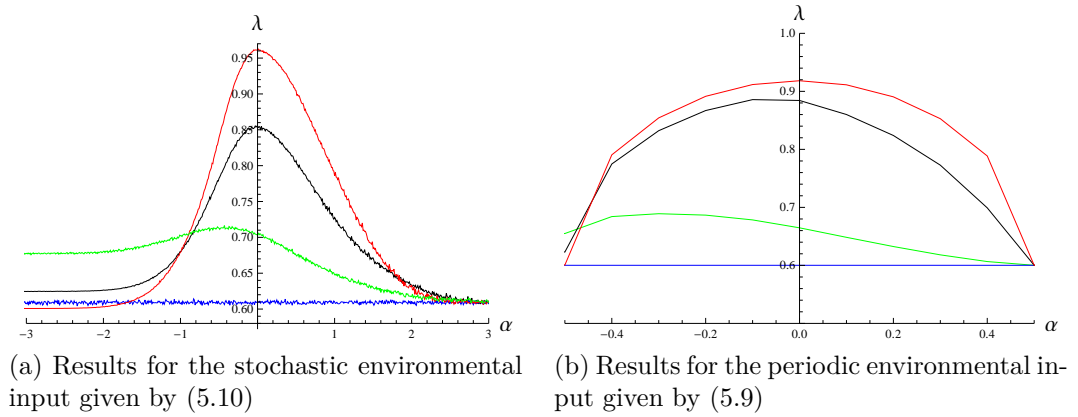 λ
0.95
0.85
0.80
0.75
0.70
0.65
0.60
-3
-2
-1
1
2
3
α
λ
1.0
0.9
0.8
0.7
0.6
-0.4
-0.2
0.0
0.2
0.4
α
(a) Results for the stochastic environmental
input given by (5.10)
(b) Results for the periodic environmental in-
put given by (5.9)